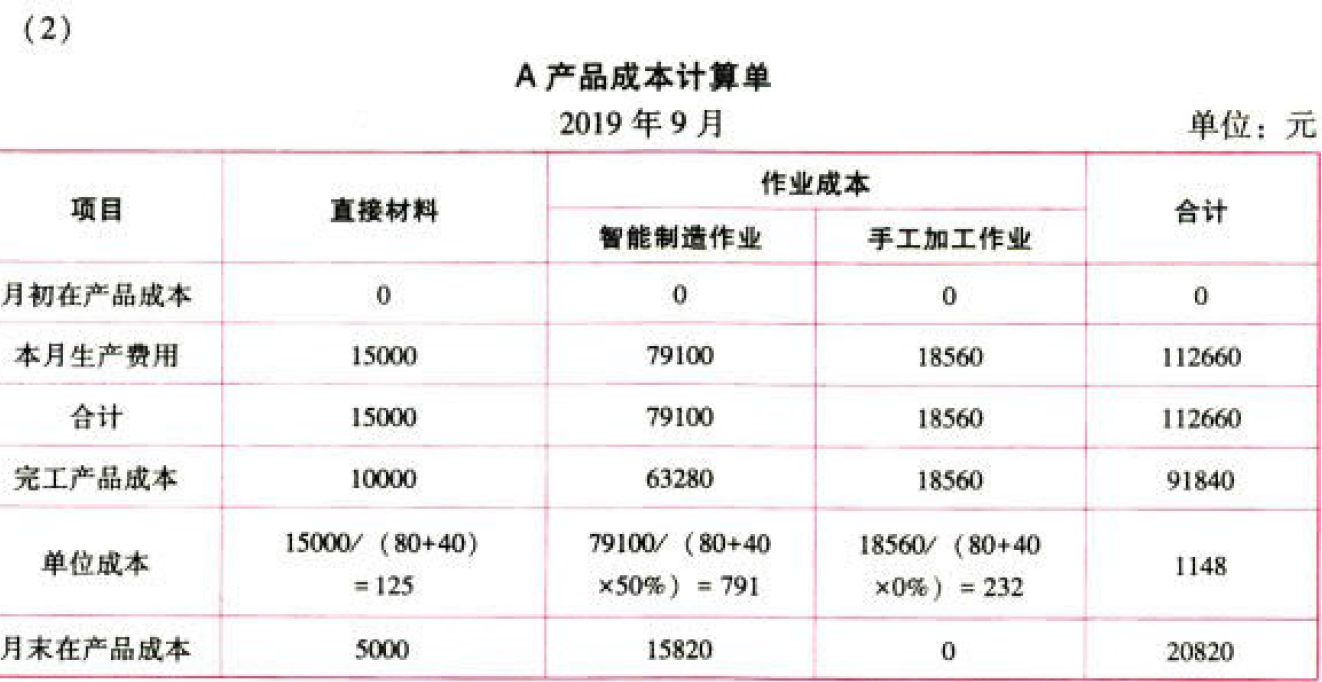 （2）
A 产品成本计算单
2019 年 9 月 单位：元
项目 直接材料 作业成本 合计
智能制造作业 手工加工作业
月初在产品成本 0 0 0 0
本月生产费用 15000 79100 18560 112660
合计 15000 79100 18560 112660
完工产品成本 10000 63280 18560 91840
单位成本 15000/（80+40） 79100/（80+40 18560/（80+40 1148
=125 ×50%）= 791 ×0%）= 232
月末在产品成本 5000 15820 0 20820